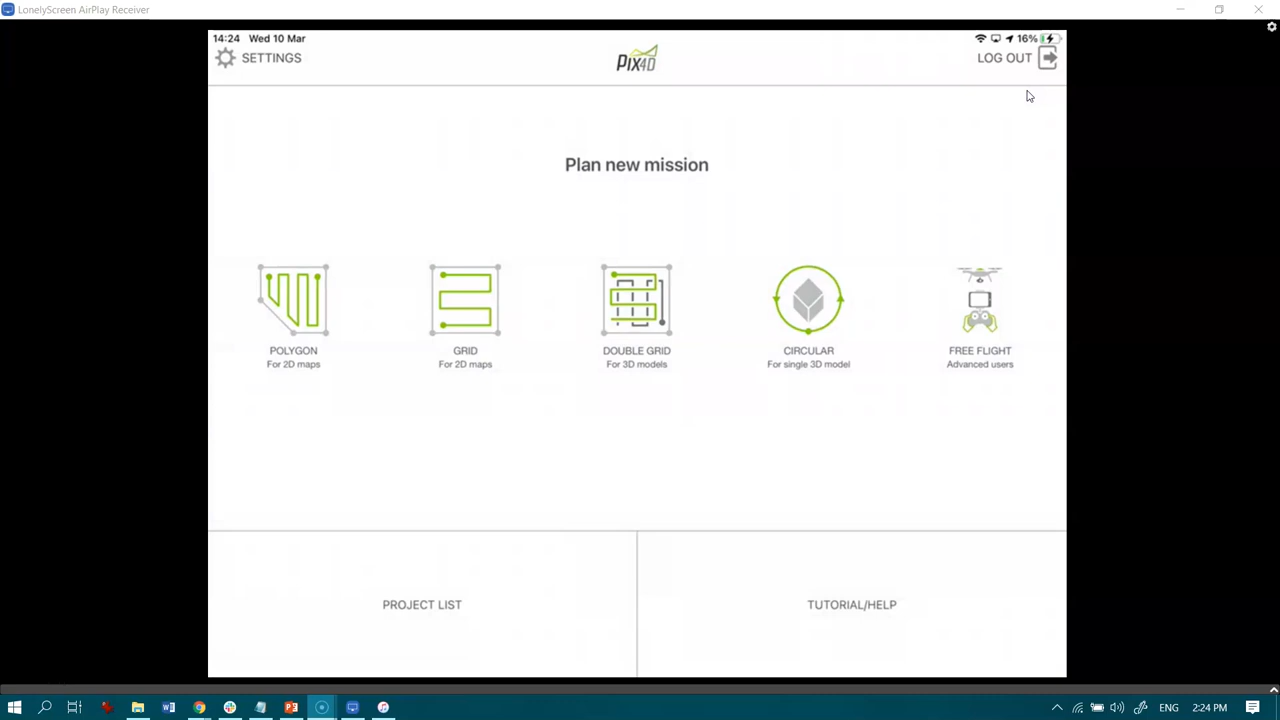 LonelyScreen AirPlay Receiver
14:24 Wed 10 Mar
16%
SETTINGS
PIX4D
LOG OUT
Plan new mission
POLYGON
For 2D maps
GRID
For 2D maps
DOUBLE GRID
For 3D models
CIRCULAR
For single 3D model
FREE FLIGHT
Advanced users
PROJECT LIST
TUTORIAL/HELP
ENG
2:24 PM